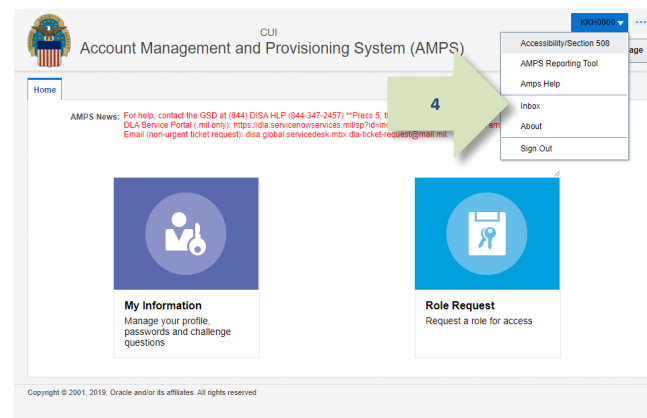 CUI
Account Management and Provisioning System (AMPS)
KKH0000
age
Accessibility/Section 508
AMPS Reporting Tool
Amps Help
Inbox
About
Sign Out
4
Home
AMPS News: For help, contact the GSD at (844) DISA HLP (844-347-2457) **Press 5, t
DLA Service Portal (.mil only): https://dla.servicenowservices.mil/sp?id=in
Email (non-urgent ticket request): disa.global.servicedesk.mbx.dla-ticket-request@mail.mil.
My Information
Manage your profile,
passwords and challenge
questions
Role Request
Request a role for access
Copyright © 2001, 2019, Oracle and/or its affiliates. All rights reserved